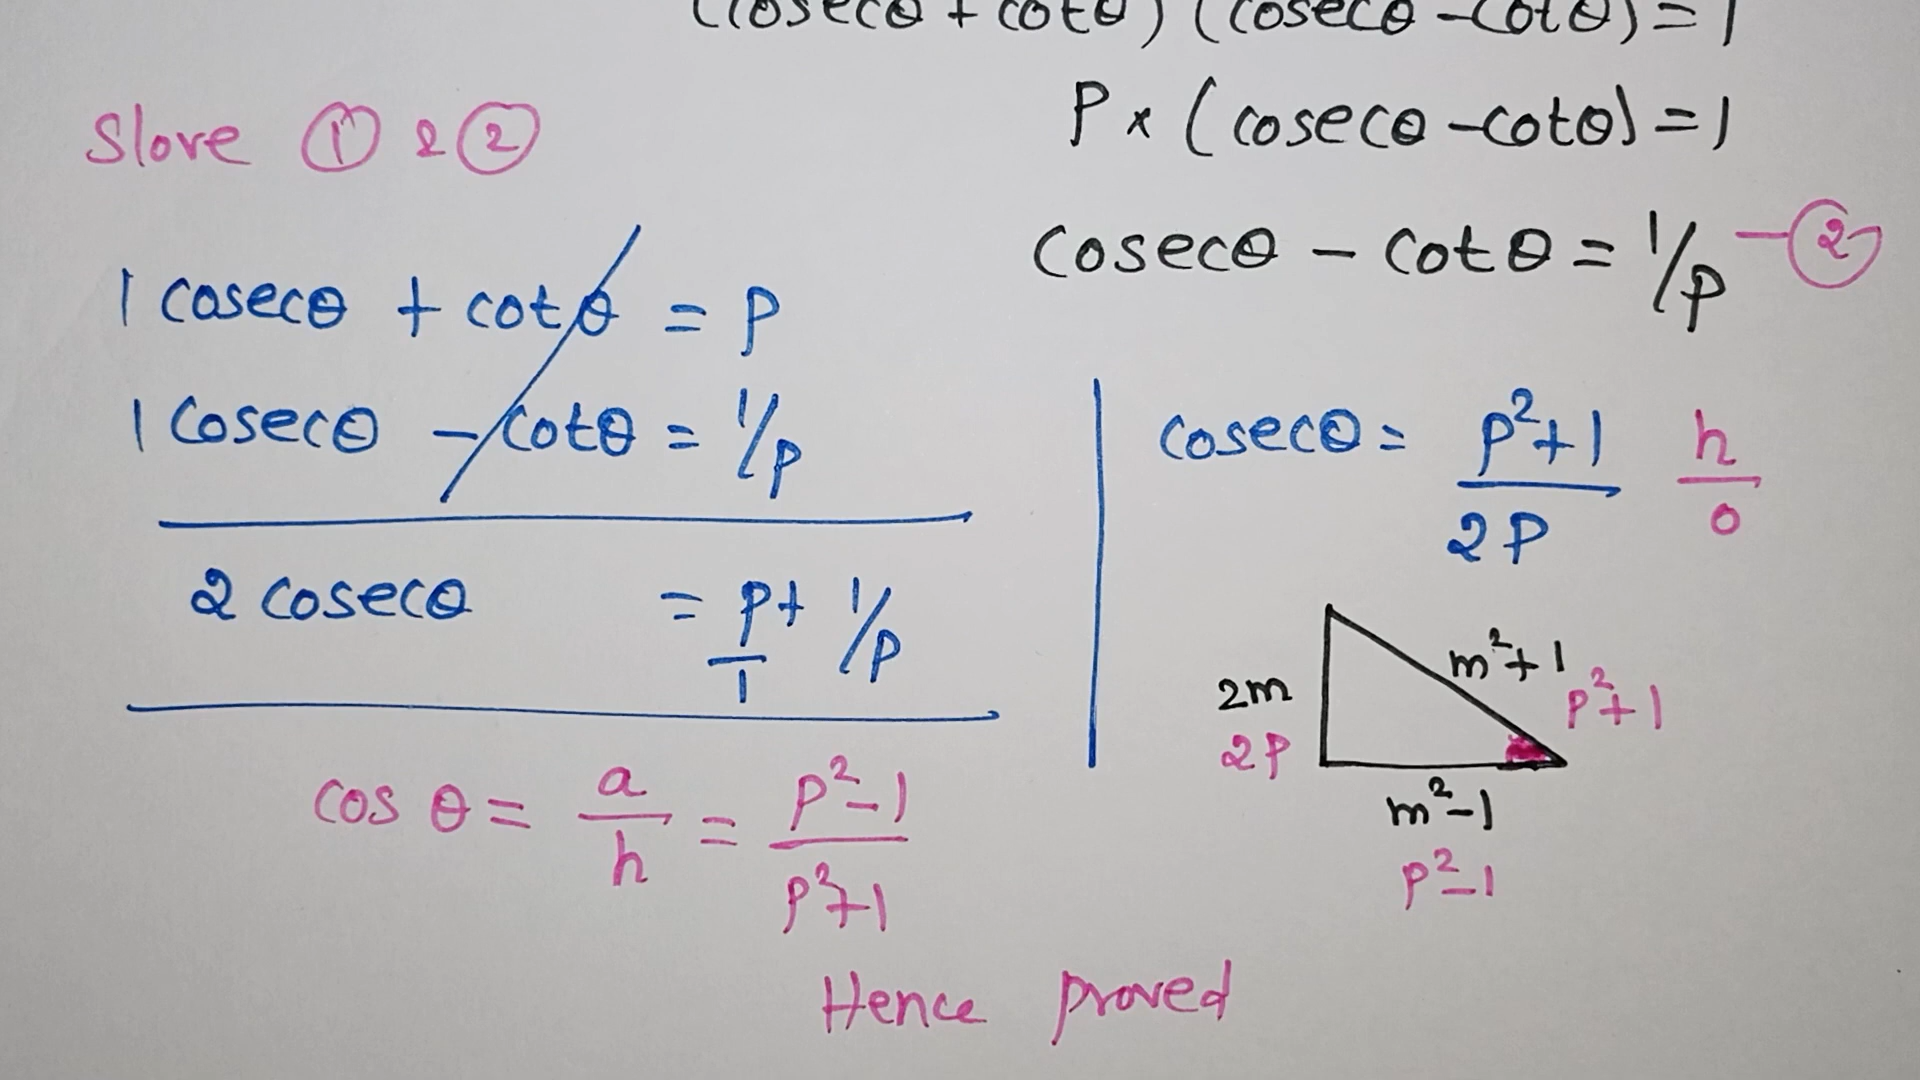 (cosecθ + cotθ) (cosecθ - cotθ) = 1
P × (cosecθ - cotθ) = 1
Slove ① & ②
cosecθ - cotθ = 1/p - ②
1 cosecθ + cotθ = P
1 cosecθ - cotθ = 1/p
2 cosecθ = p/1 + 1/p
cosθ = a/h = p²-1/p²+1
cosecθ = p²+1/2P h/o
m²+1
p²+1
2m
2P
m²-1
p²-1
Hence proved